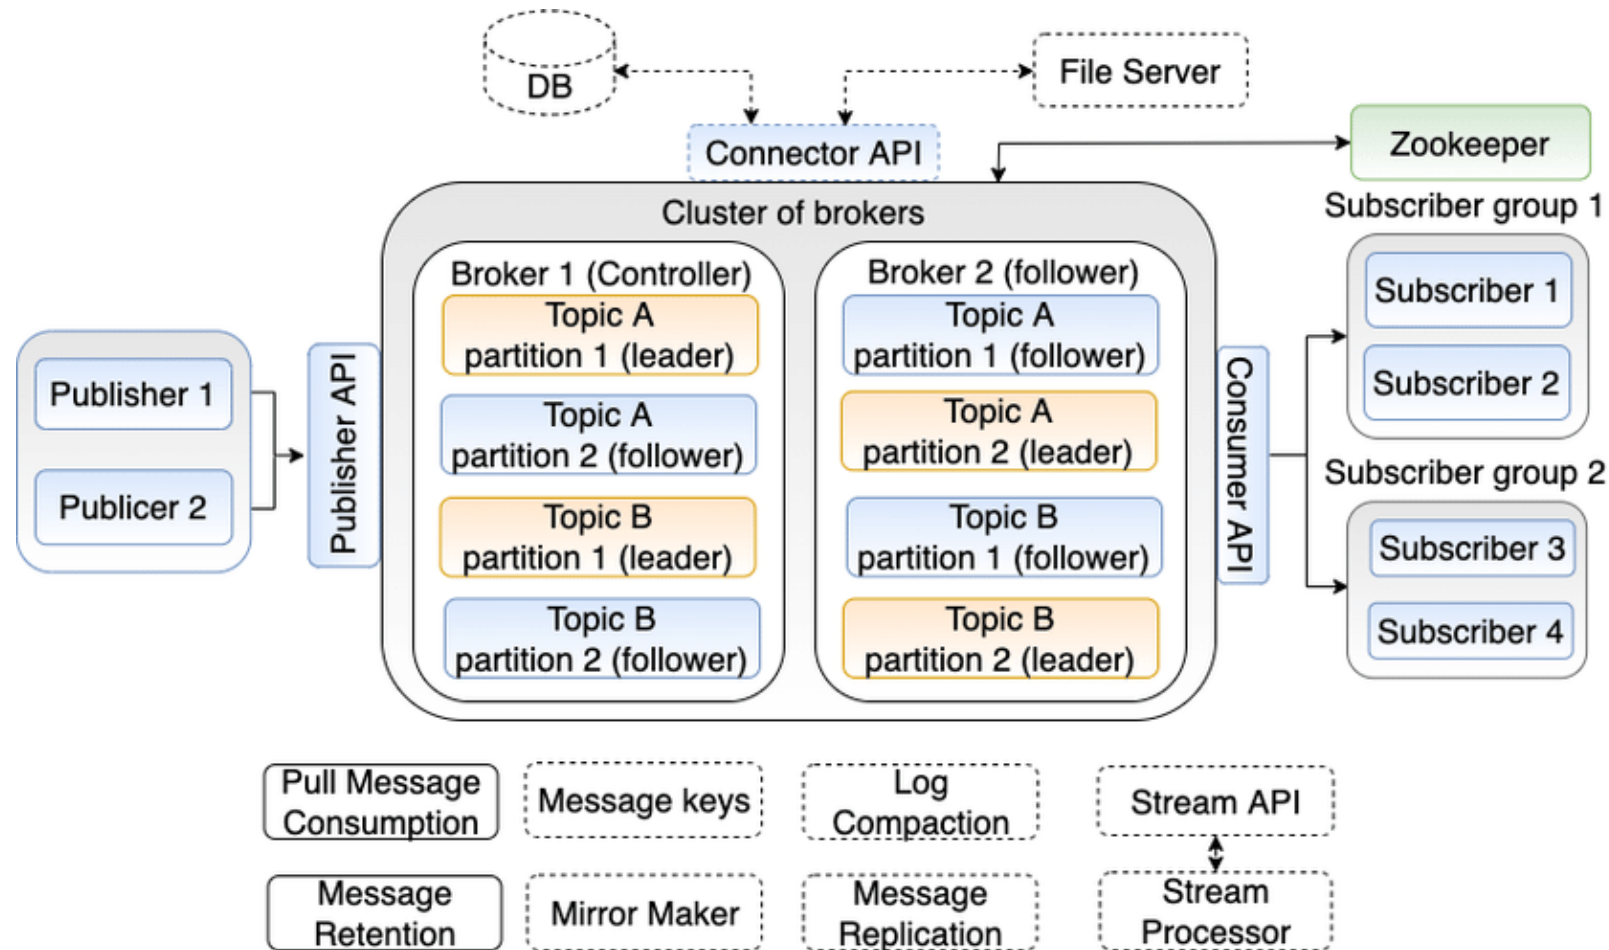 DB
File Server
Connector API
Zookeeper
Cluster of brokers
Subscriber group 1
Broker 1 (Controller)
Topic A
partition 1 (leader)
Topic A
partition 2 (follower)
Topic B
partition 1 (leader)
Topic B
partition 2 (follower)
Broker 2 (follower)
Topic A
partition 1 (follower)
Topic A
partition 2 (leader)
Topic B
partition 1 (follower)
Topic B
partition 2 (leader)
Publisher 1
Publicer 2
Publisher API
Consumer API
Subscriber 1
Subscriber 2
Subscriber group 2
Subscriber 3
Subscriber 4
Pull Message
Consumption
Message keys
Log
Compaction
Stream API
Message
Retention
Mirror Maker
Message
Replication
Stream
Processor